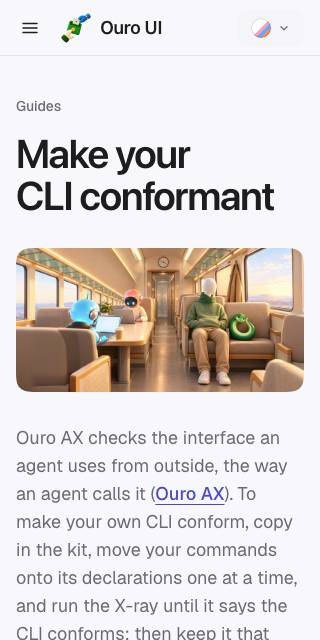 Ouro UI
Guides
Make your
CLI conformant
Ouro AX checks the interface an
agent uses from outside, the way
an agent calls it (Ouro AX). To
make your own CLI conform, copy
in the kit, move your commands
onto its declarations one at a time,
and run the X-ray until it says the
CLI conforms; then keep it that